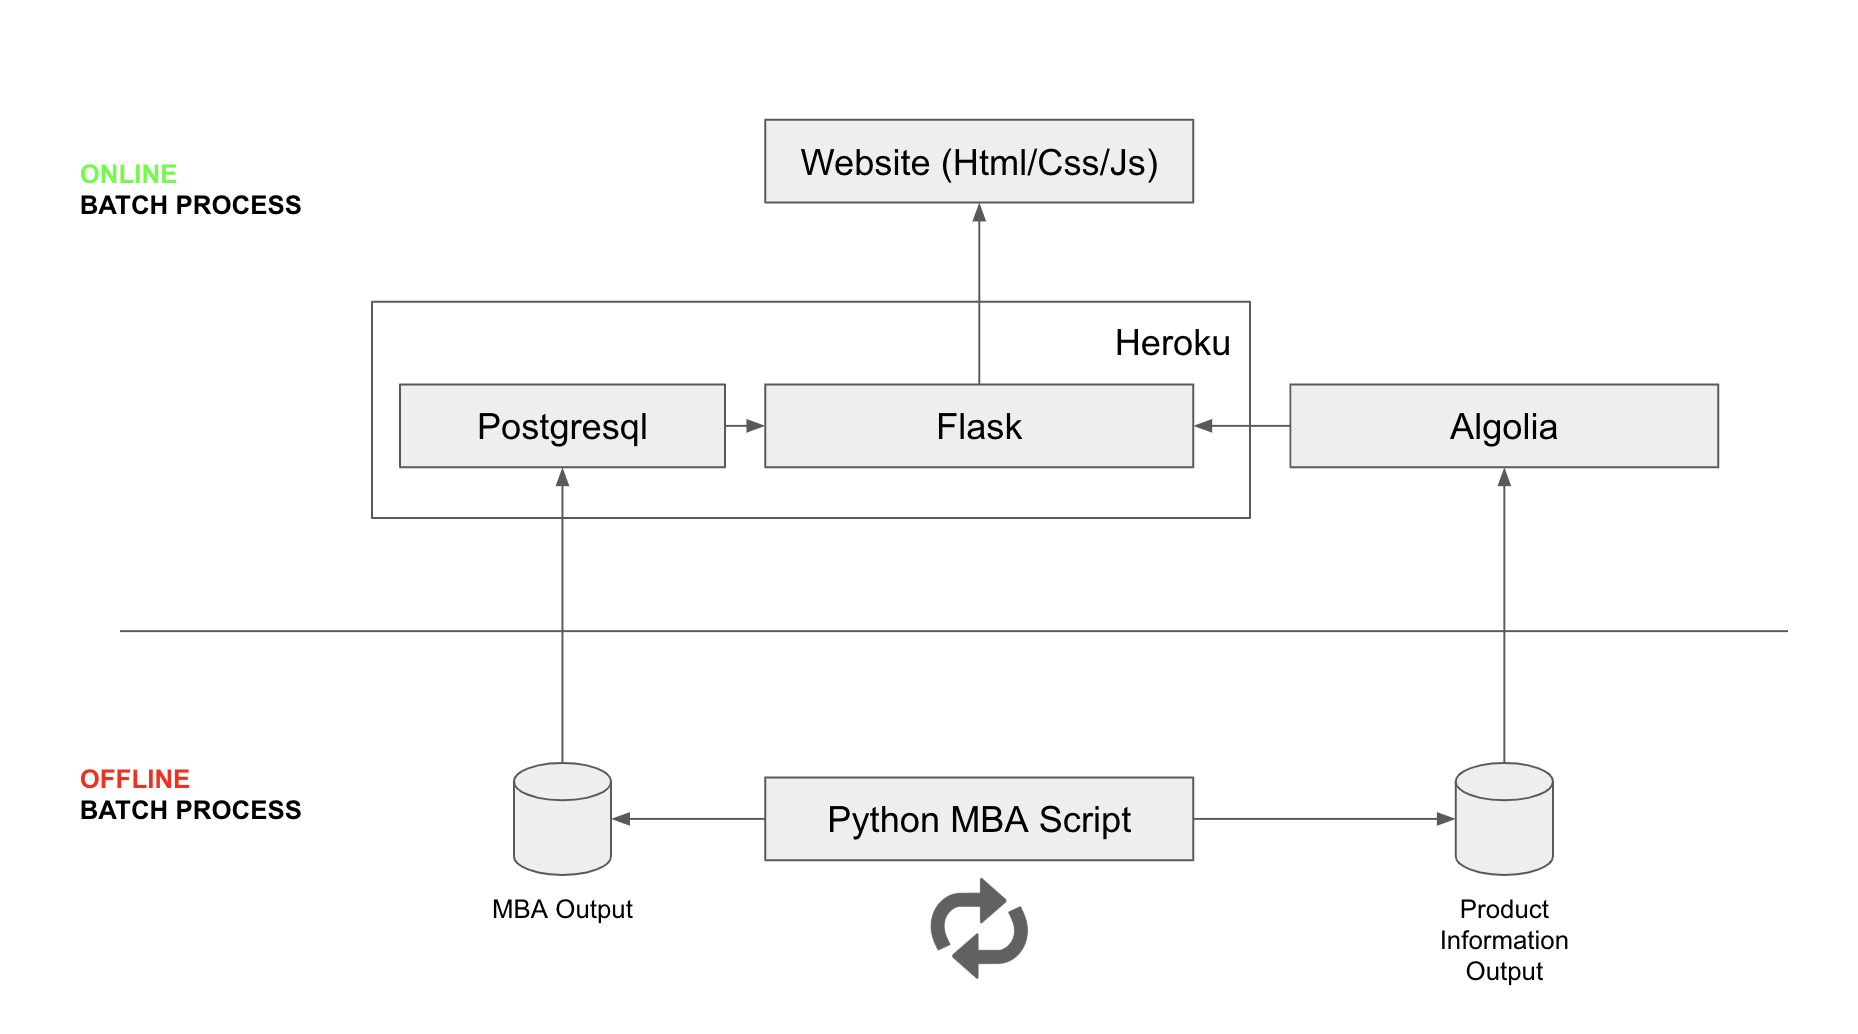 Website (Html/Css/Js)
ONLINE
BATCH PROCESS
Heroku
Postgresql
Flask
Algolia
OFFLINE
BATCH PROCESS
Python MBA Script
MBA Output
Product
Information
Output